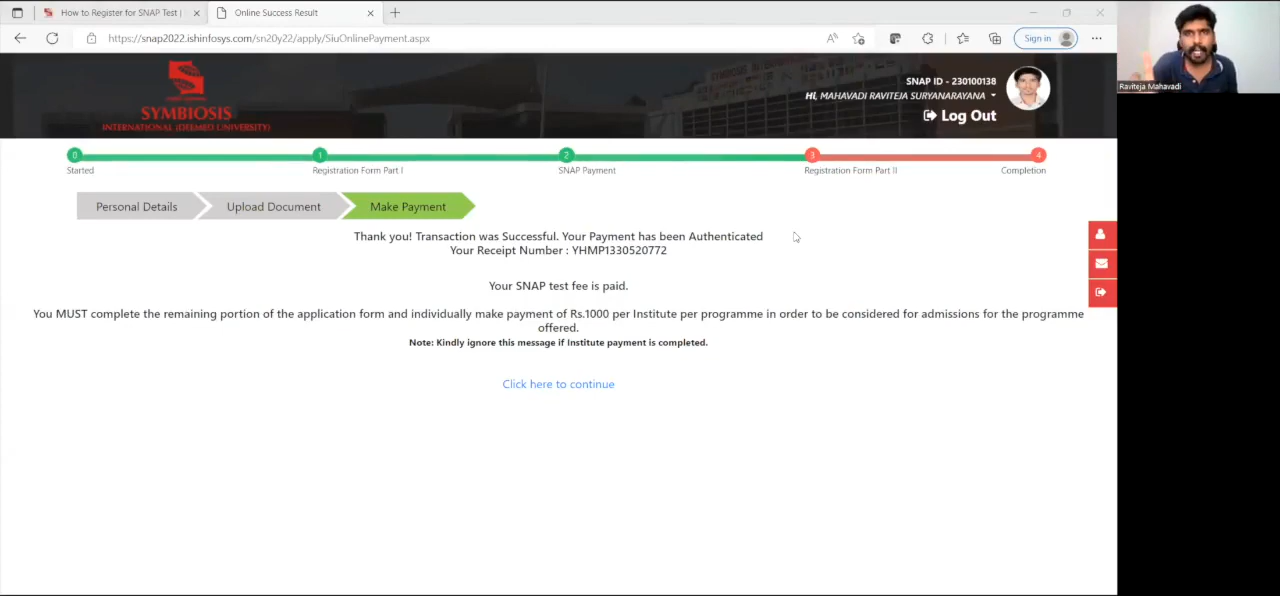 How to Register for SNAP Test |
Online Success Result
https://snap2022.ishinfosys.com/sn20y22/apply/SiuOnlinePayment.aspx
Sign in
SYMBIOSIS
INTERNATIONAL (DEEMED UNIVERSITY)
SNAP ID - 230100138
Hi, MAHAVADI RAVITEJA SURYANARAYANA
Log Out
Raviteja Mahavadi
0 1 2 3 4
Started Registration Form Part I SNAP Payment Registration Form Part II Completion
Personal Details Upload Document Make Payment
Thank you! Transaction was Successful. Your Payment has been Authenticated
Your Receipt Number : YHMP1330520772
Your SNAP test fee is paid.
You MUST complete the remaining portion of the application form and individually make payment of Rs.1000 per Institute per programme in order to be considered for admissions for the programme
offered.
Note: Kindly ignore this message if Institute payment is completed.
Click here to continue